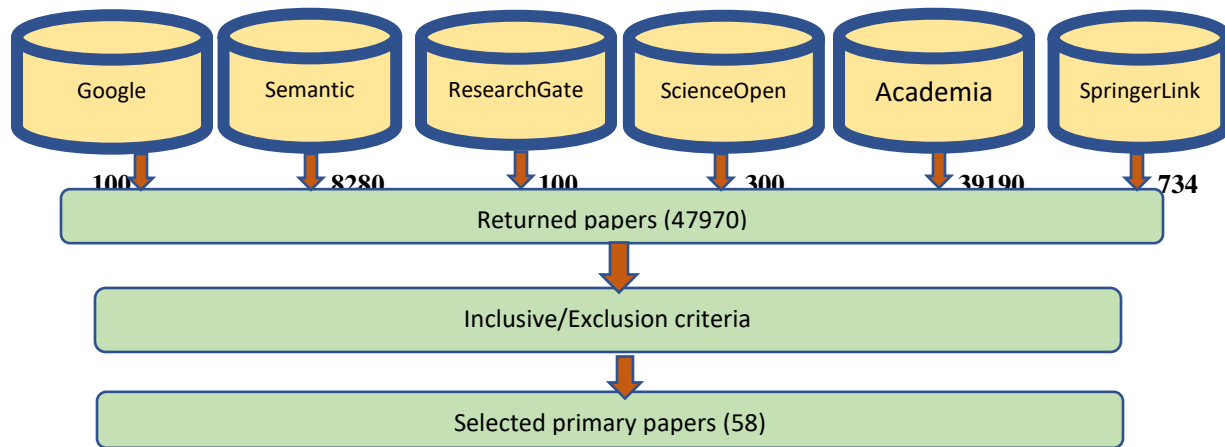 Google
Semantic
ResearchGate
ScienceOpen
Academia
SpringerLink
100
8280
100
300
39190
734
Returned papers (47970)
Inclusive/Exclusion criteria
Selected primary papers (58)